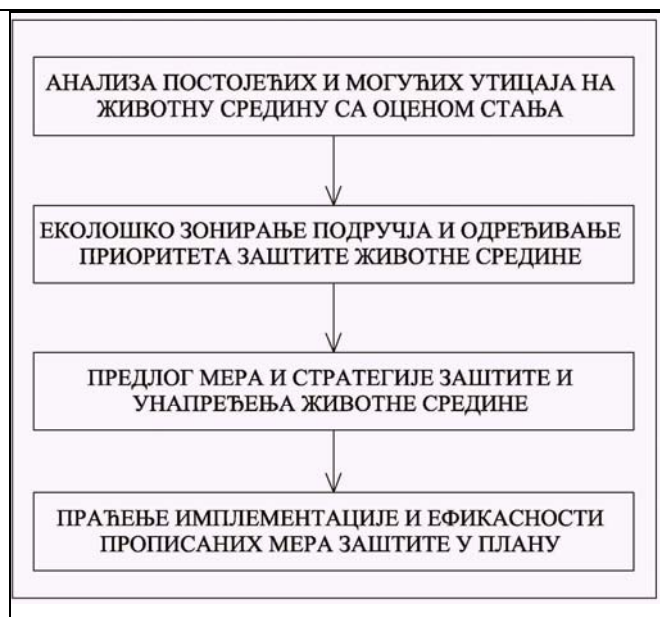 АНАЛИЗА ПОСТОЈЕЋИХ И МОГУЋИХ УТИЦАЈА НА
ЖИВОТНУ СРЕДИНУ СА ОЦЕНОМ СТАЊА
ЕКОЛОШКО ЗОНИРАЊЕ ПОДРУЧЈА И ОДРЕЂИВАЊЕ
ПРИОРИТЕТА ЗАШТИТЕ ЖИВОТНЕ СРЕДИНЕ
ПРЕДЛОГ МЕРА И СТРАТЕГИЈЕ ЗАШТИТЕ И
УНАПРЕЂЕЊА ЖИВОТНЕ СРЕДИНЕ
ПРАЋЕЊЕ ИМПЛЕМЕНТАЦИЈЕ И ЕФИКАСНОСТИ
ПРОПИСАНИХ МЕРА ЗАШТИТЕ У ПЛАНУ